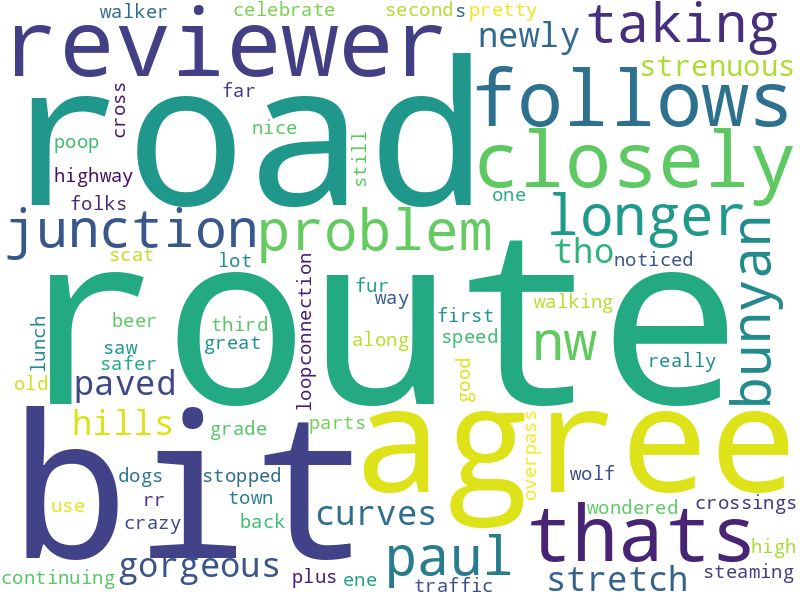 walker celebrate seconds pretty
reviewer newly taking
strenuous
road follows
far cross
poop nice still closely
highway one
folks
junction problem longer bunyan
scat lot tho noticed
route
loopconnection fur way walking
beer third first
lunch saw great along speed nw really
safer
old paved good
bit agree
hills grade parts overpass
dogs stopped wolf
use rr town wondered crossings
crazy back curves thats
high
continuing gorgeous plus ene paul traffic stretch steaming